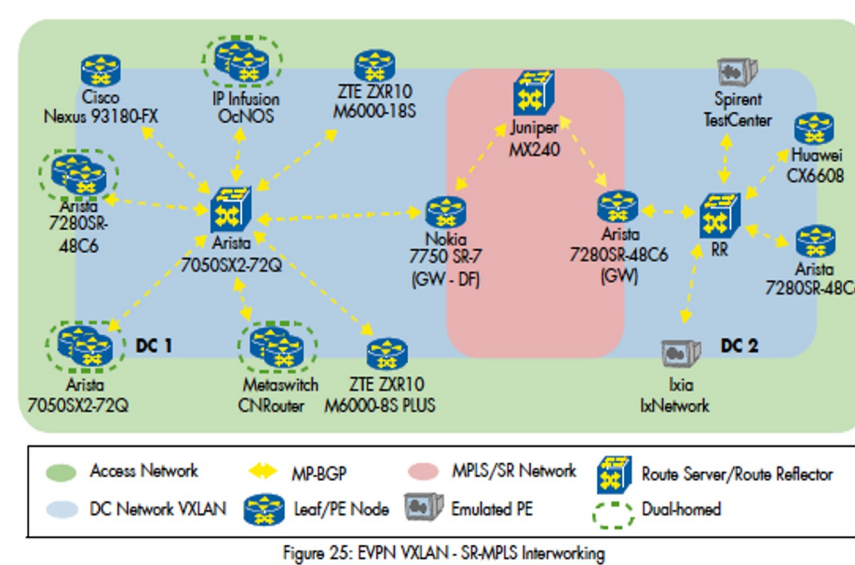 Cisco
Nexus 93180-FX
IP Infusion
OcNOS
ZTE ZXR10
M6000-18S
Juniper
MX240
Spirent
TestCenter
Huawei
CX6608
Arista
7280SR-
48C6
Arista
7050SX2-72Q
Nokia
7750 SR-7
(GW - DF)
Arista
7280SR-48C6
(GW)
RR
Arista
7280SR-48C6
DC 1
DC 2
Arista
7050SX2-72Q
Metaswitch
CNRouter
ZTE ZXR10
M6000-8S PLUS
Ixia
IxNetwork
Access Network
MP-BGP
MPLS/SR Network
Route Server/Route Reflector
DC Network VXLAN
Leaf/PE Node
Emulated PE
Dual-homed
Figure 25: EVPN VXLAN - SR-MPLS Interworking